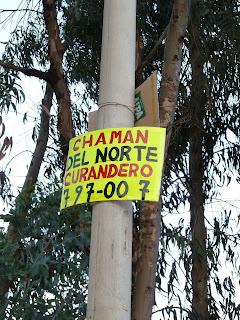 CHAMAN
DEL NORTE
CURANDERO
797-007